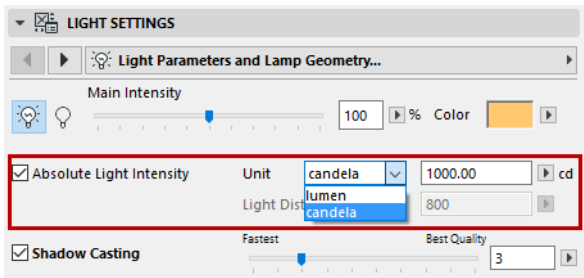 LIGHT SETTINGS
Light Parameters and Lamp Geometry...
Main Intensity
100 % Color
Absolute Light Intensity Unit candela 1000.00 cd
lumen
Light Dist 800
candela
Fastest Best Quality
Shadow Casting 3